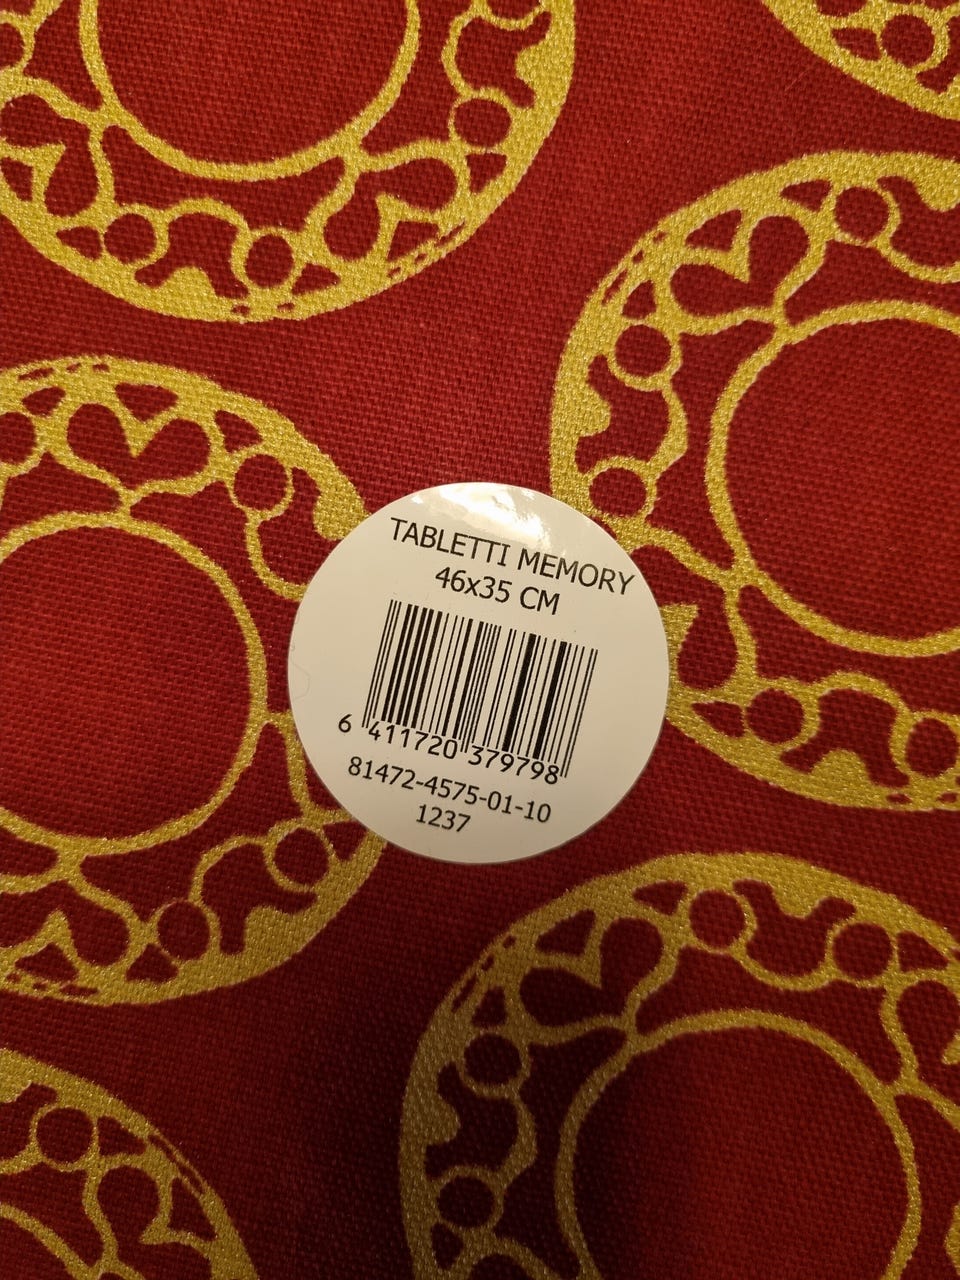 TABLETTI MEMORY
46x35 CM
6 411720 379798
81472-4575-01-10
1237